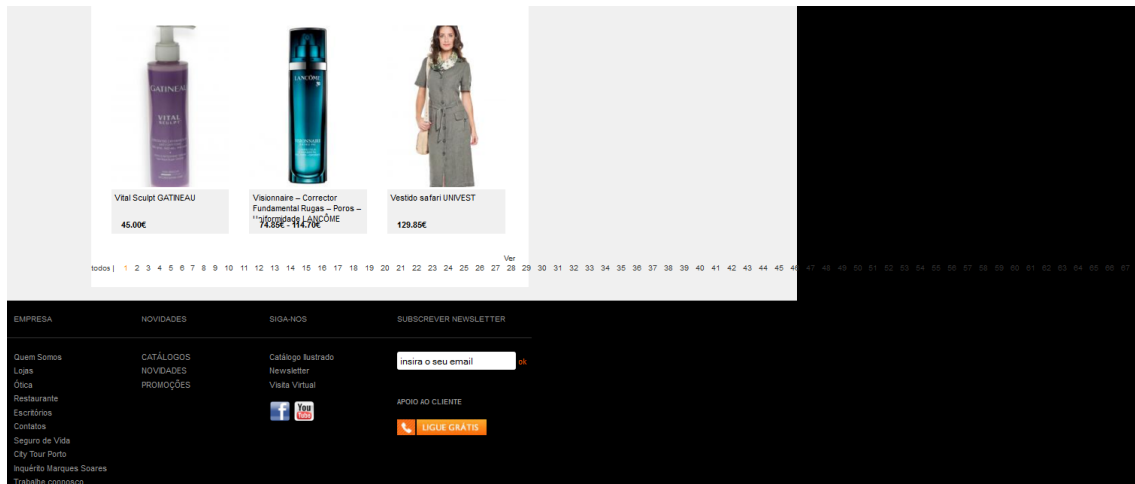 GATINEAU
VITAL
SCULPT
LANCÔME
VISIONNAIRE
Vital Sculpt GATINEAU
45.00€
Visionnaire – Corrector
Fundamental Rugas – Poros –
Uniformidade LANCÔME
74.85€ - 114.70€
Vestido safari UNIVEST
129.85€
Ver
todos | 1 2 3 4 5 6 7 8 9 10 11 12 13 14 15 16 17 18 19 20 21 22 23 24 25 26 27 28 29 30 31 32 33 34 35 36 37 38 39 40 41 42 43 44 45 46 47 48 49 50 51 52 53 54 55 56 57 58 59 60 61 62 63 64 65 66 67
EMPRESA
Quem Somos
Lojas
Ótica
Restaurante
Escritórios
Contatos
Seguro de Vida
City Tour Porto
Inquérito Marques Soares
Trabalhe connosco
NOVIDADES
CATÁLOGOS
NOVIDADES
PROMOÇÕES
SIGA-NOS
Catálogo Ilustrado
Newsletter
Visita Virtual
f
You
Tube
SUBSCREVER NEWSLETTER
insira o seu email
ok
APOIO AO CLIENTE
LIGUE GRÁTIS